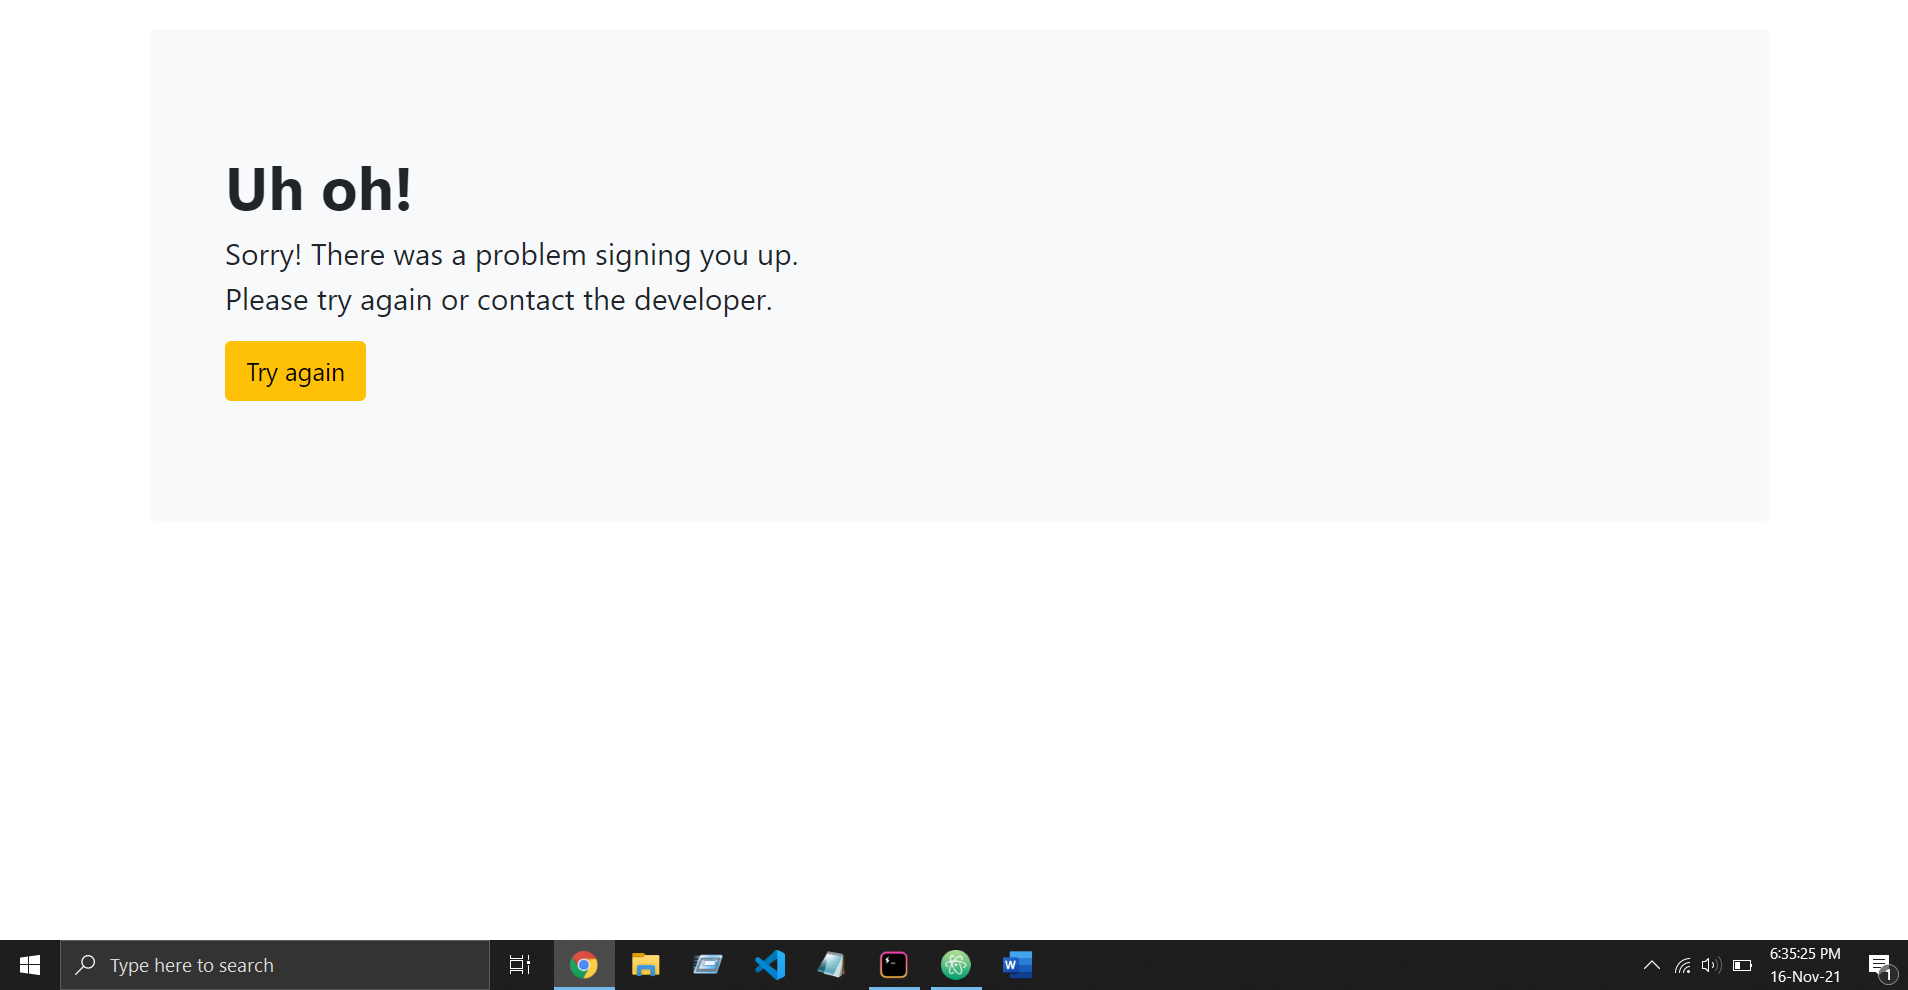 Uh oh!
Sorry! There was a problem signing you up.
Please try again or contact the developer.
Try again
Type here to search
W
6:35:25 PM
16-Nov-21
1